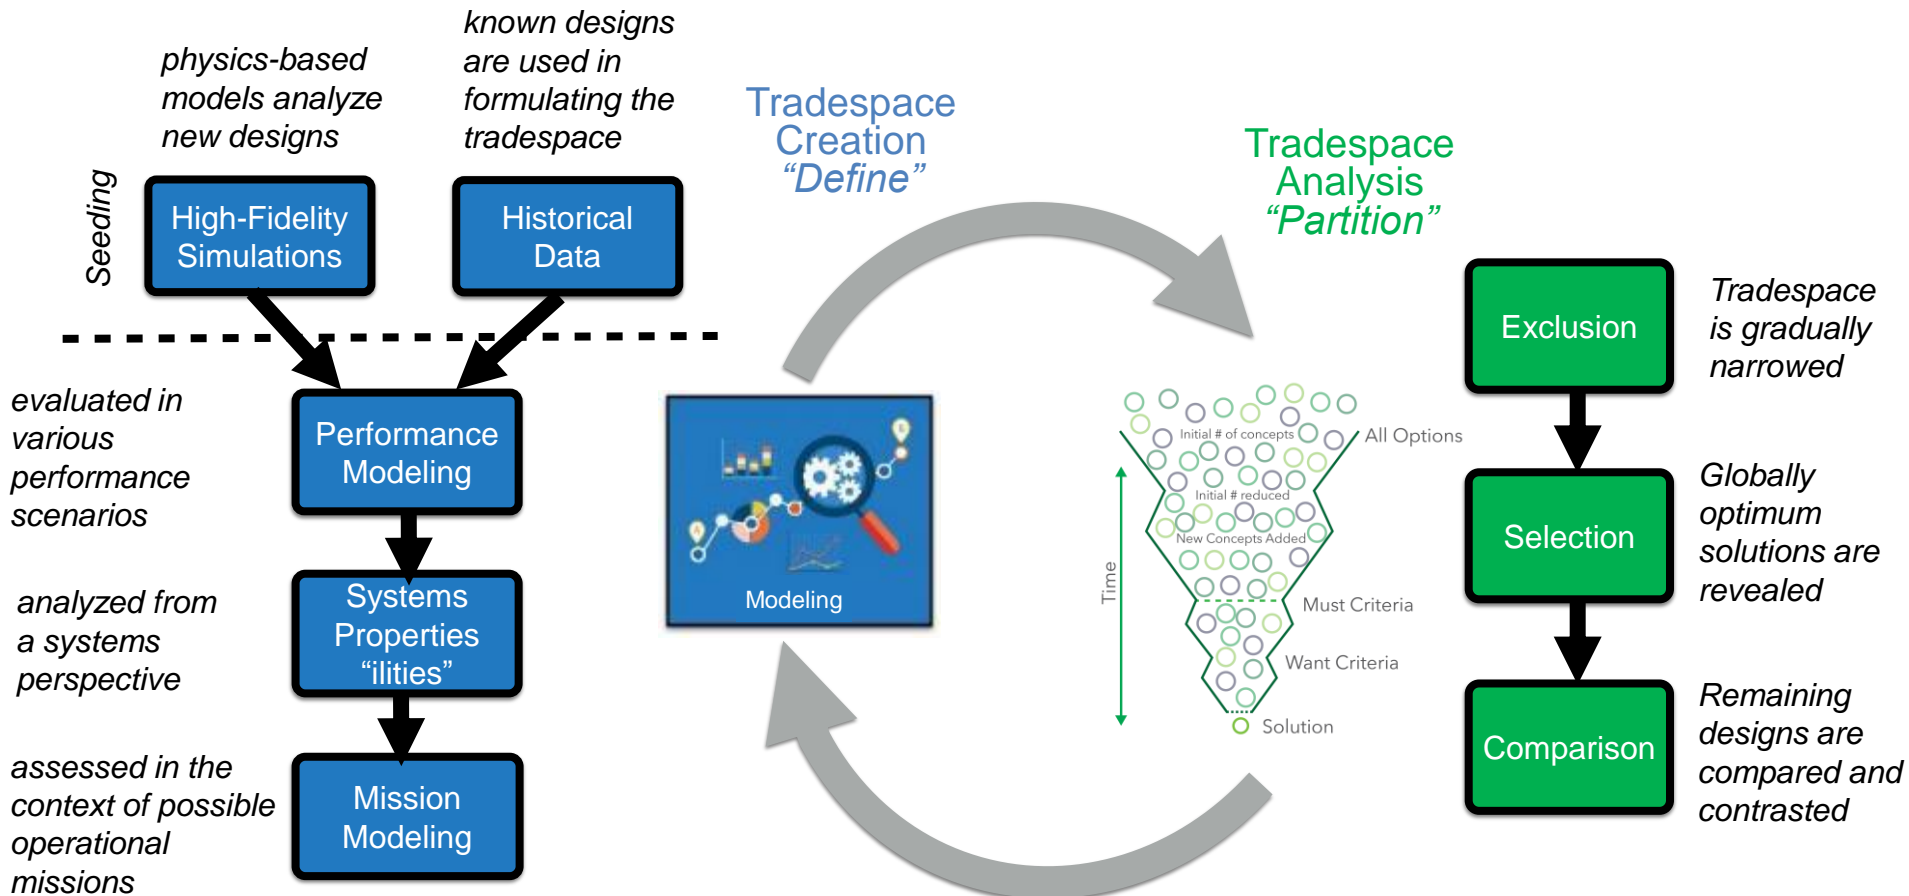 physics-based
models analyze
new designs
known designs
are used in
formulating the
tradespace
Seeding
High-Fidelity
Simulations
Historical
Data
evaluated in
various
performance
scenarios
Performance
Modeling
analyzed from
a systems
perspective
Systems
Properties
“ilities”
assessed in the
context of possible
operational
missions
Mission
Modeling
Tradespace
Creation
“Define”
Modeling
Tradespace
Analysis
“Partition”
Initial # of concepts
All Options
Initial # reduced
New Concepts Added
Time
Must Criteria
Want Criteria
Solution
Exclusion
Tradespace
is gradually
narrowed
Selection
Globally
optimum
solutions are
revealed
Comparison
Remaining
designs are
compared and
contrasted